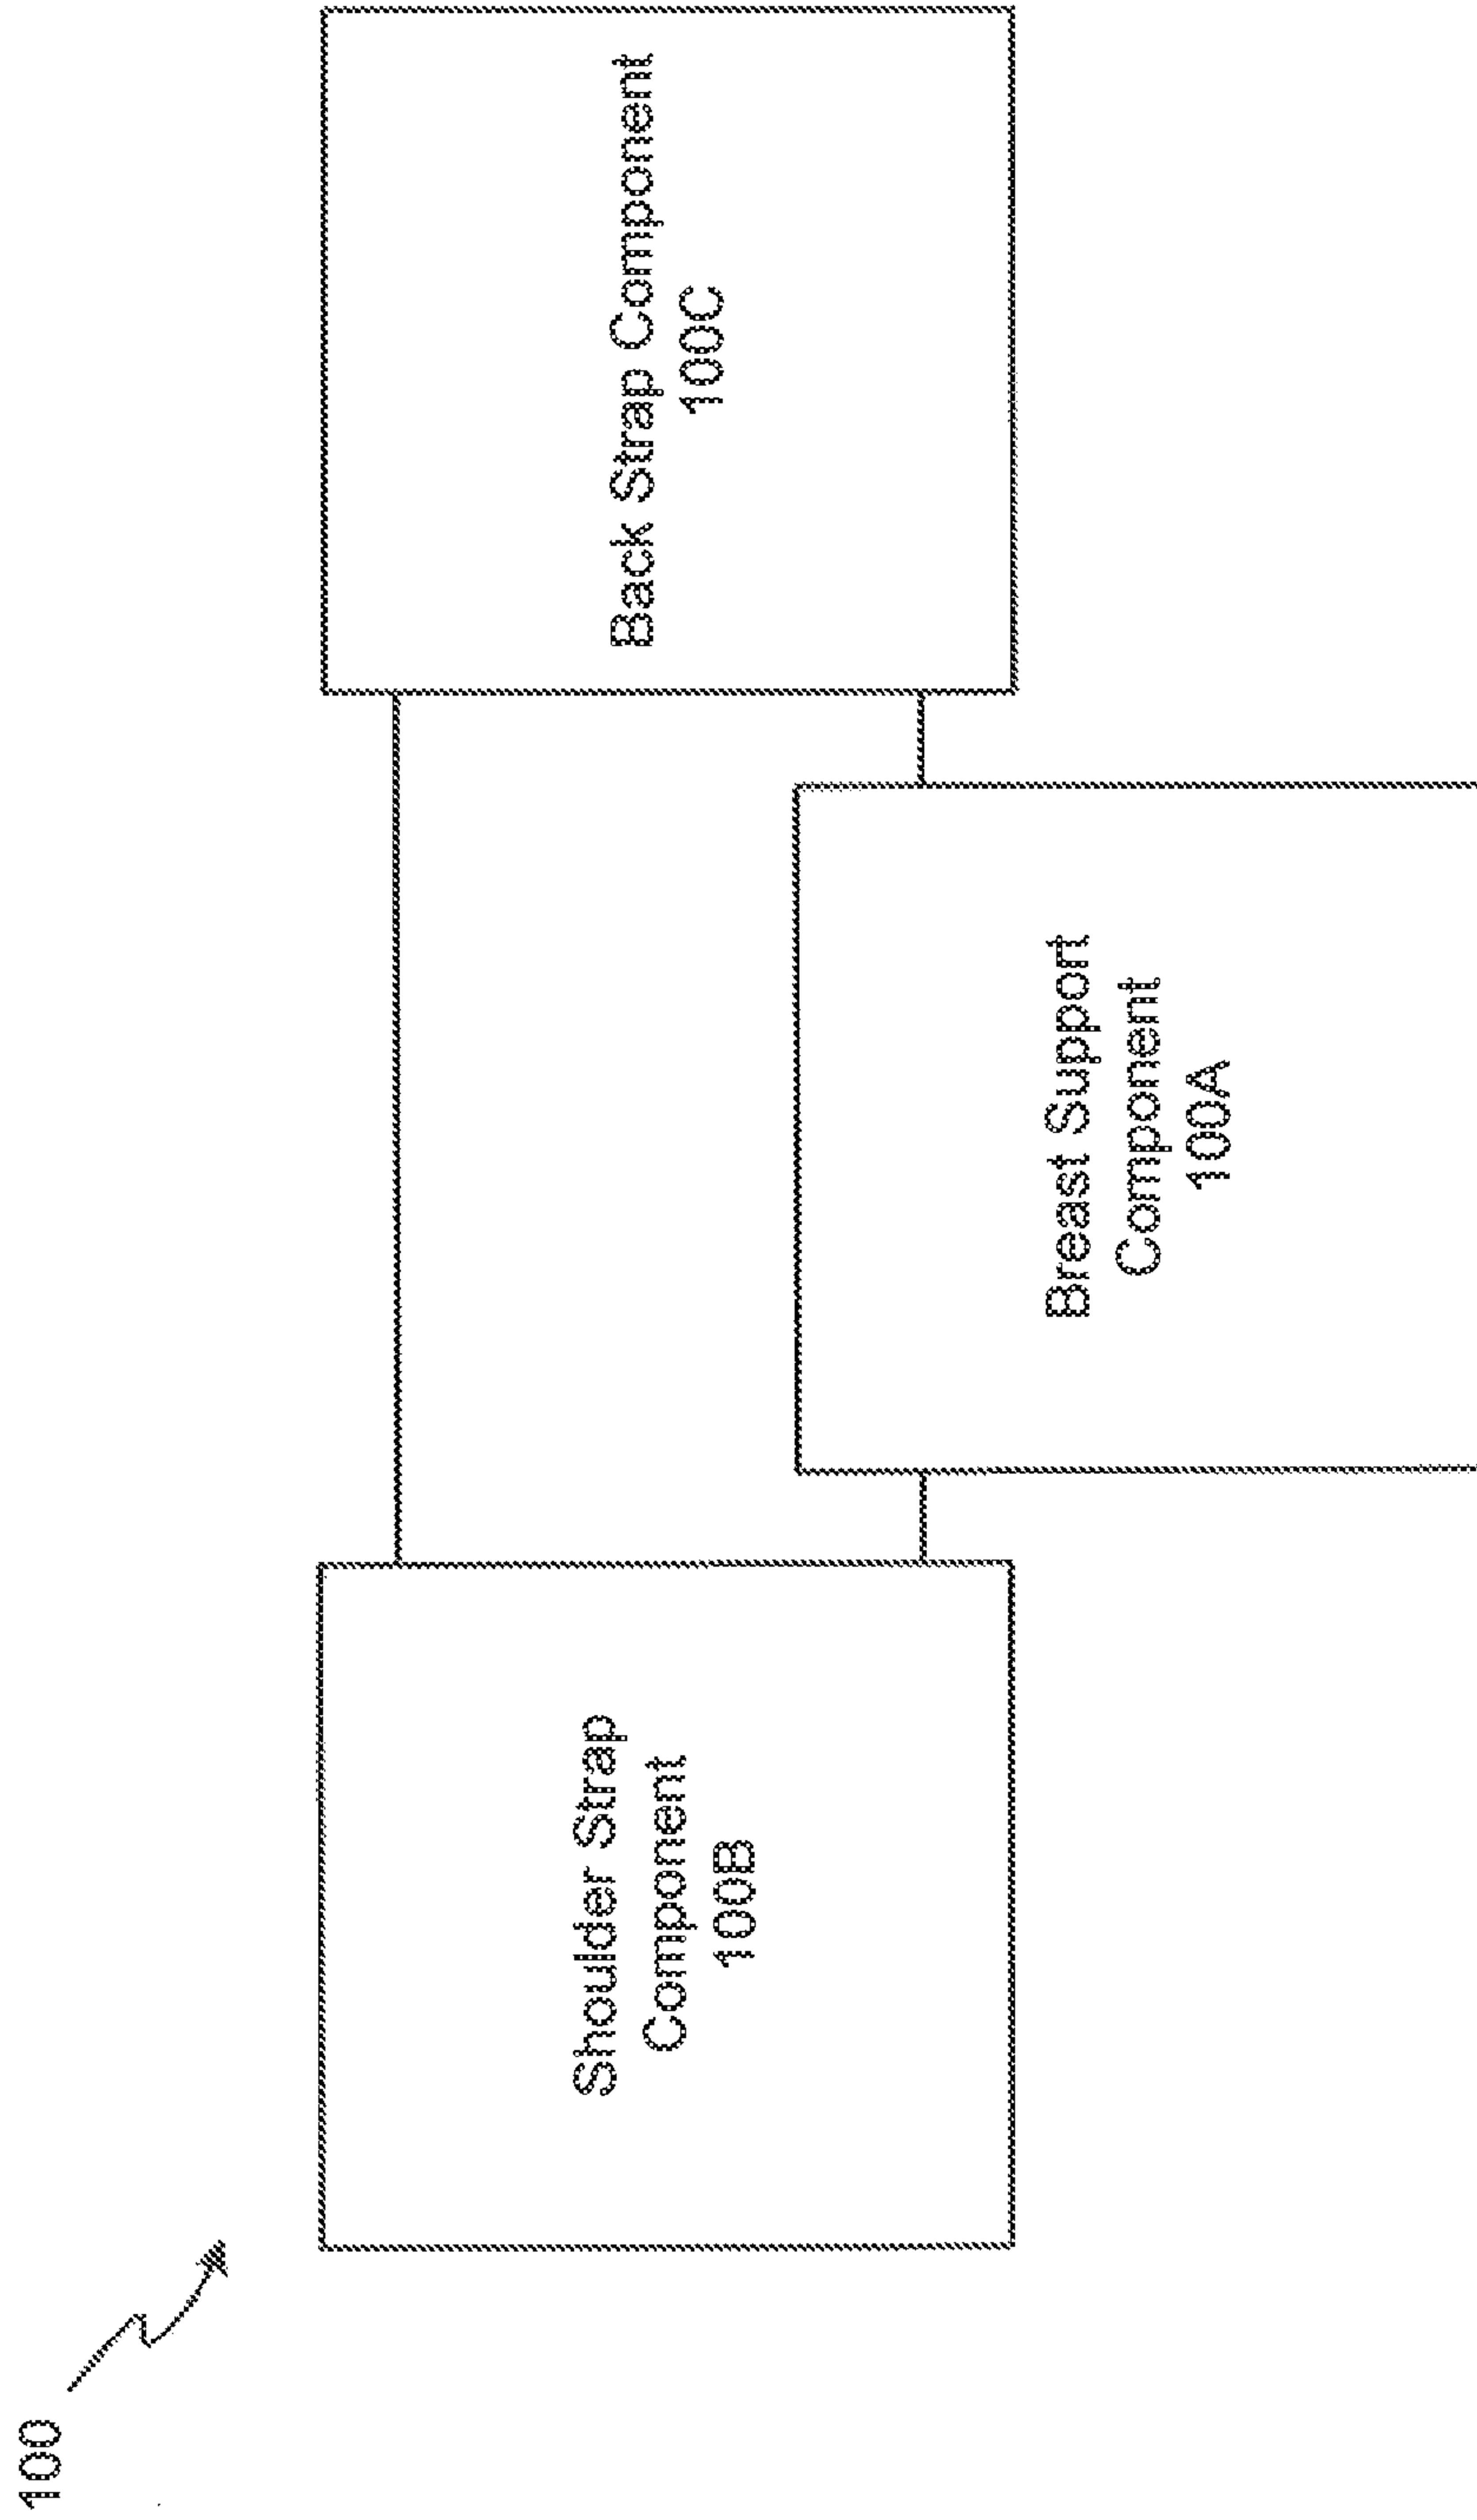 100
Shoulder Strap
Component
100B
Back Strap Component
100C
Breast Support
Component
100A